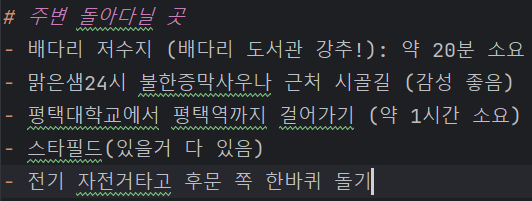 # 주변 돌아다닐 곳
- 배다리 저수지 (배다리 도서관 강추!): 약 20분 소요
- 맑은샘24시 불한증막사우나 근처 시골길 (감성 좋음)
- 평택대학교에서 평택역까지 걸어가기 (약 1시간 소요)
- 스타필드(있을거 다 있음)
- 전기 자전거타고 후문 쪽 한바퀴 돌기